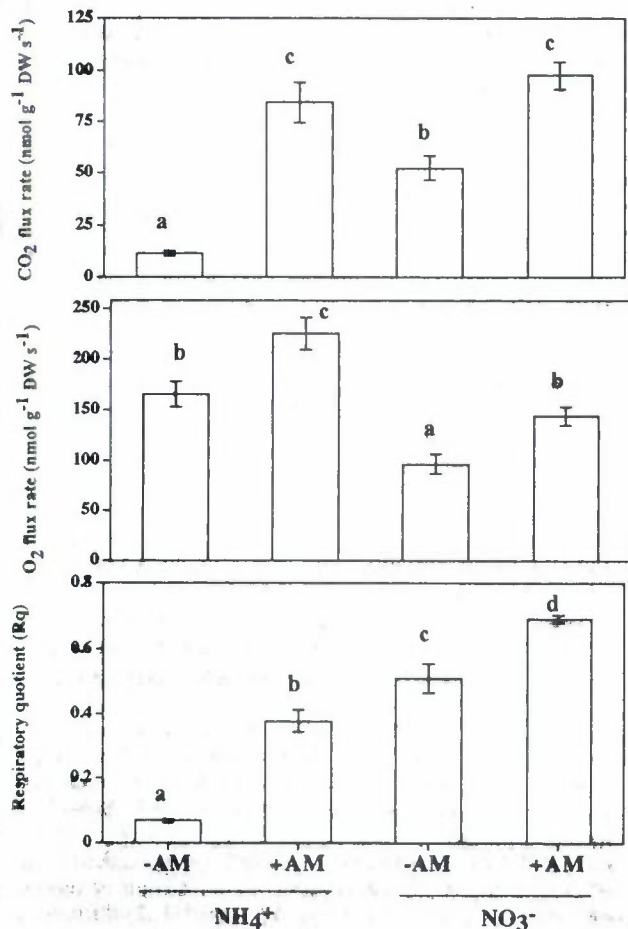 CO₂ flux rate (nmol g⁻¹ DW s⁻¹)
125
100
75
50
25
0
a
c
b
c
O₂ flux rate (nmol g⁻¹ DW s⁻¹)
250
200
150
100
50
0
b
c
a
b
Respiratory quotient (Rq)
0.8
0.6
0.4
0.2
0
a
b
c
d
-AM +AM -AM +AM
NH₄⁺ NO₃⁻